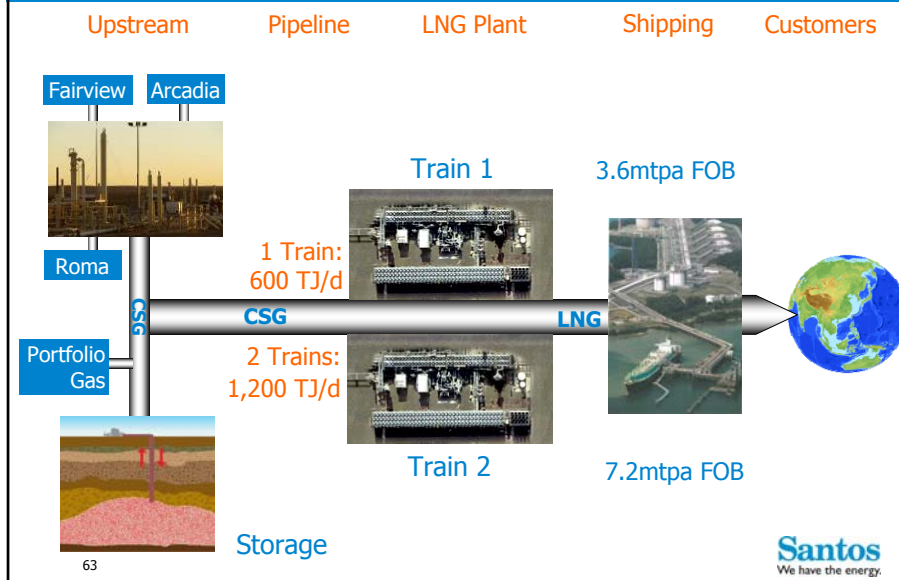 Upstream
Pipeline
LNG Plant
Shipping
Customers
Fairview
Arcadia
Train 1
3.6mtpa FOB
1 Train:
600 TJ/d
Roma
CSG
CSG
LNG
Portfolio
Gas
2 Trains:
1,200 TJ/d
Train 2
7.2mtpa FOB
Storage
63
Santos
We have the energy.